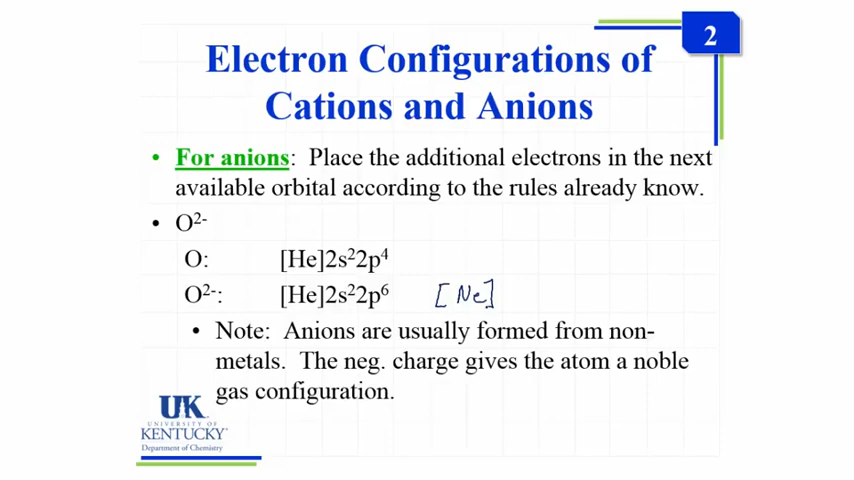 2
Electron Configurations of
Cations and Anions
• For anions: Place the additional electrons in the next
available orbital according to the rules already know.
• O²⁻
O: [He]2s²2p⁴
O²⁻: [He]2s²2p⁶ [Ne]
• Note: Anions are usually formed from non-
metals. The neg. charge gives the atom a noble
gas configuration.
UK
UNIVERSITY OF
KENTUCKY
Department of Chemistry